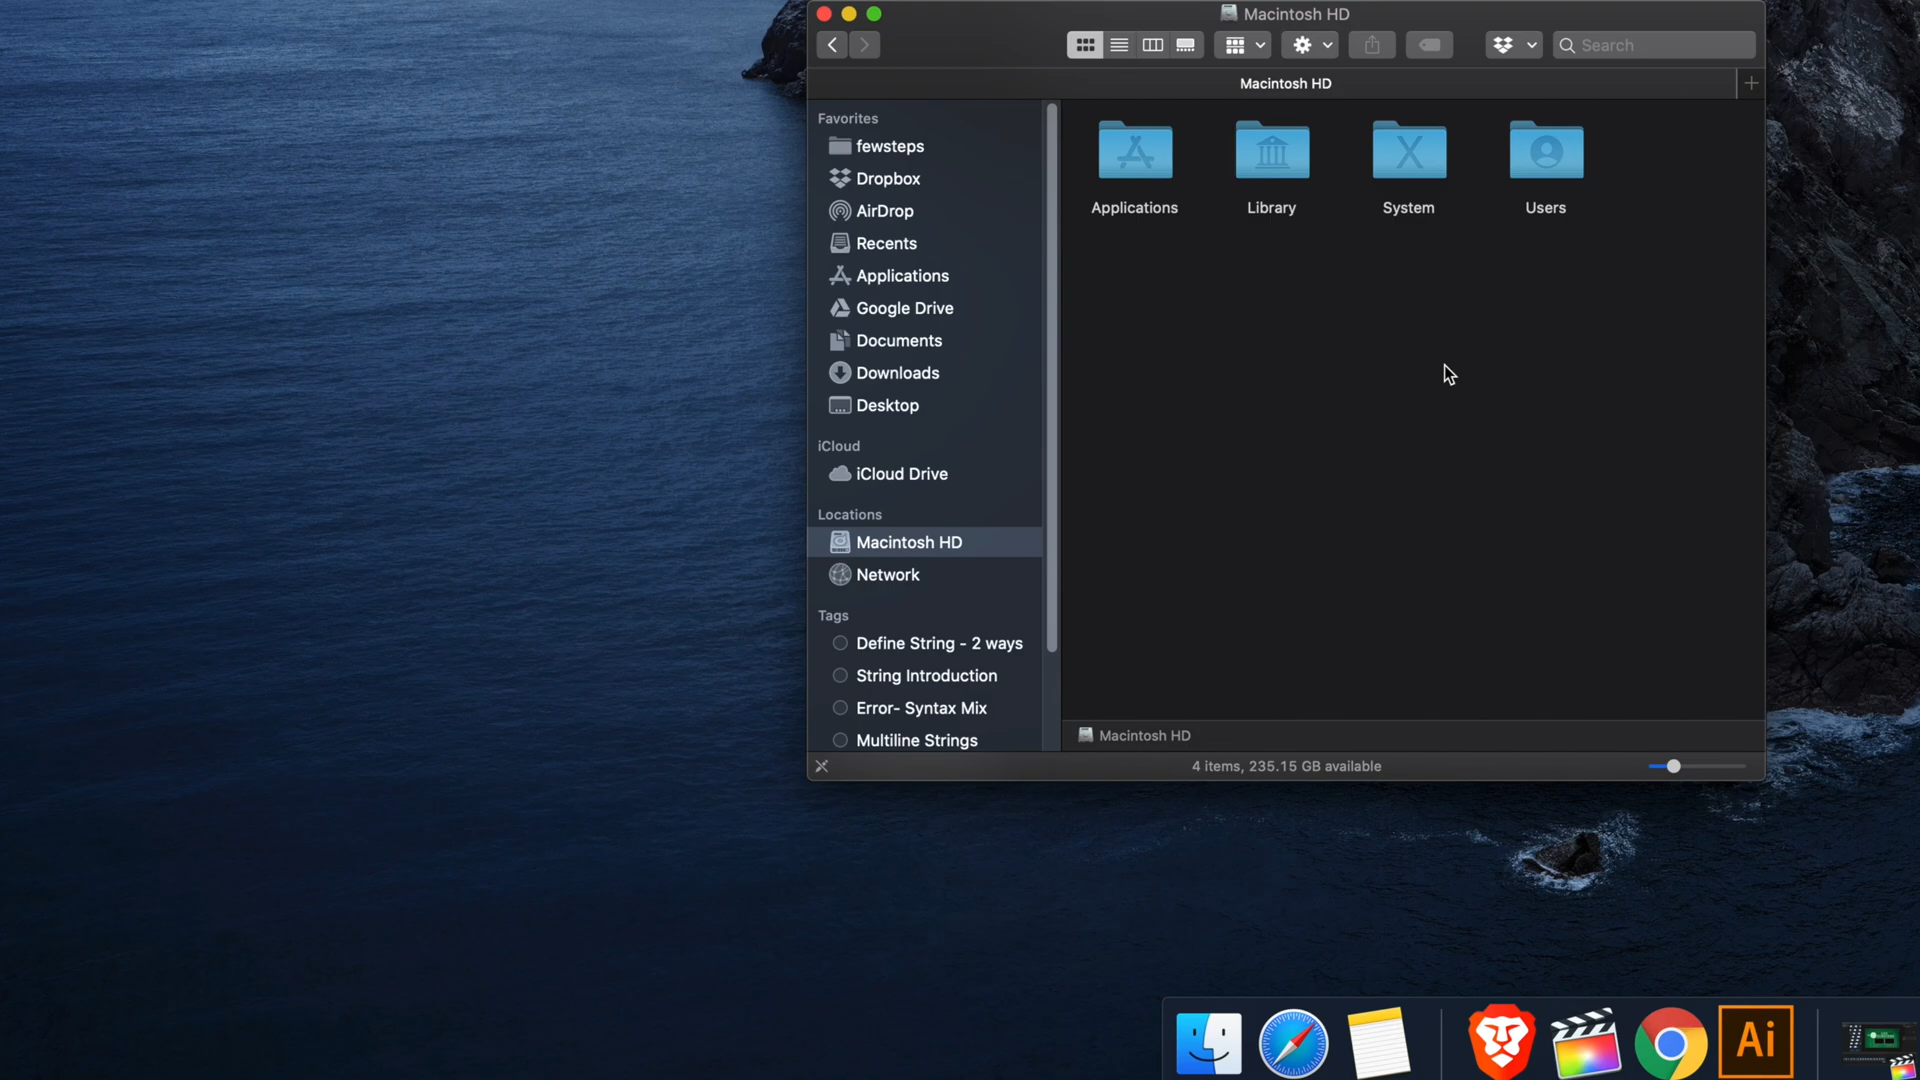 Macintosh HD
Search
Macintosh HD
Favorites
fewsteps
Dropbox
AirDrop
Recents
Applications
Google Drive
Documents
Downloads
Desktop
iCloud
iCloud Drive
Locations
Macintosh HD
Network
Tags
Define String - 2 ways
String Introduction
Error- Syntax Mix
Multiline Strings
Applications
Library
System
Users
Macintosh HD
4 items, 235.15 GB available
Ai